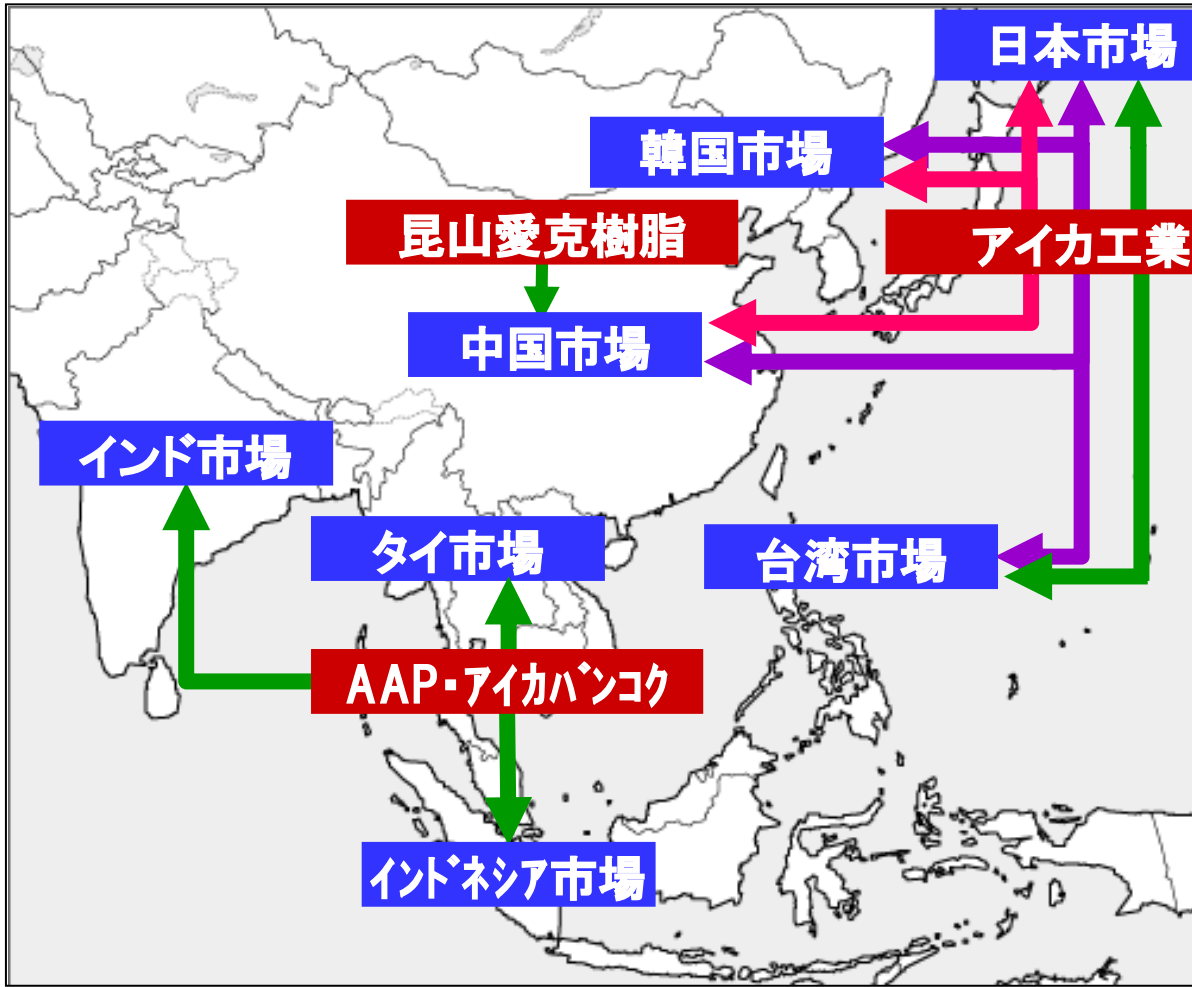 日本市場
韓国市場
昆山愛克樹脂
アイカ工業
中国市場
インド市場
タイ市場
台湾市場
AAP・アイカバンコク
インドネシア市場